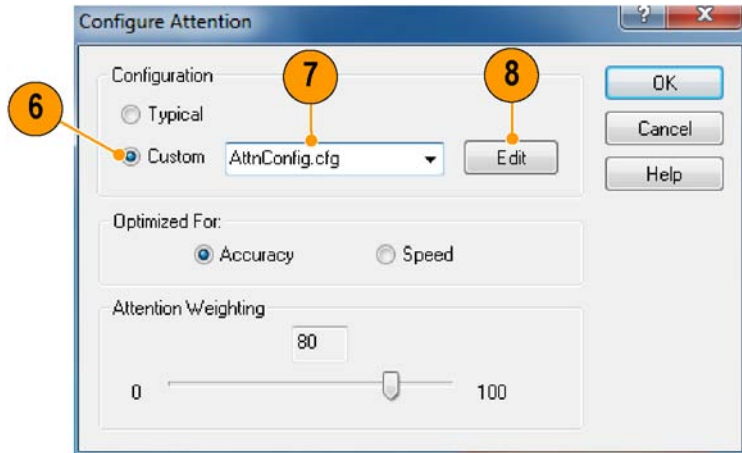 Configure Attention
?
X
Configuration
7
8
OK
6
Typical
Cancel
Custom
AttnConfig.cfg
Edit
Help
Optimized For:
Accuracy
Speed
Attention Weighting
80
0
100